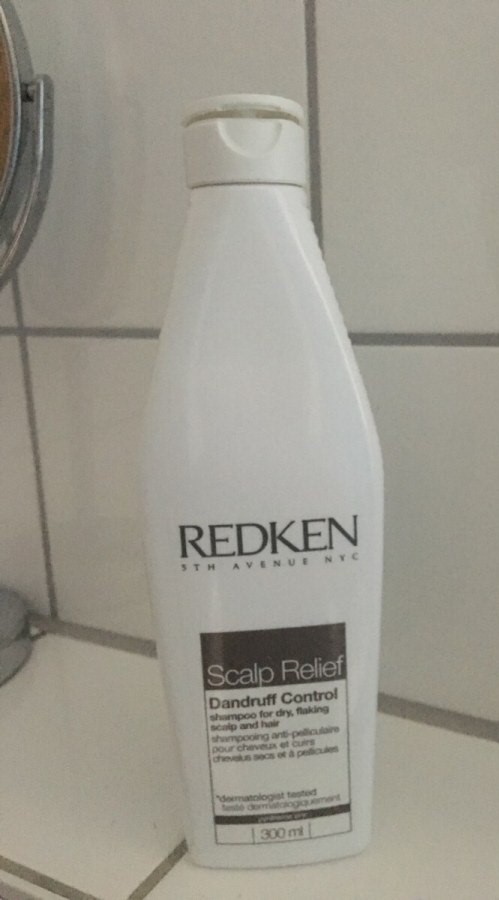 REDKEN
5TH AVENUE NYC
Scalp Relief
Dandruff Control
shampoo for dry, flaking
scalp and hair
shampooing anti-pelliculaire
pour cheveux et cuirs
chevelus secs et à pellicules
*dermatologist tested
testé dermatologiquement
300 ml